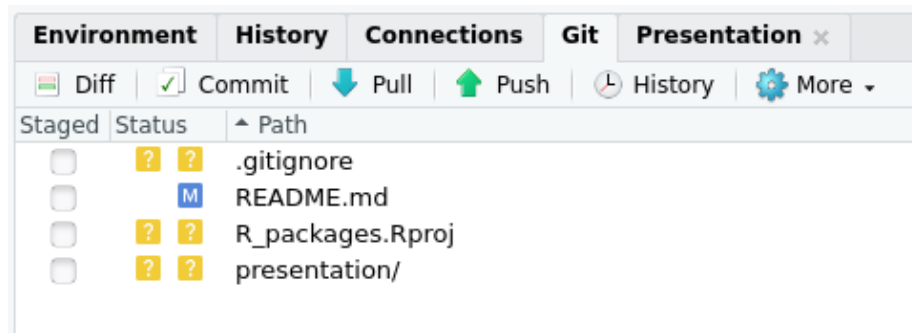 Environment History Connections Git Presentation ×
Diff Commit Pull Push History More
Staged Status Path
? ? .gitignore
M README.md
? ? R_packages.Rproj
? ? presentation/